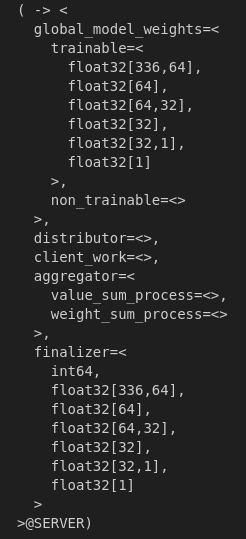 ( -> <
  global_model_weights=<
    trainable=<
      float32[336,64],
      float32[64],
      float32[64,32],
      float32[32],
      float32[32,1],
      float32[1]
    >,
    non_trainable=<>
  >,
  distributor=<>,
  client_work=<>,
  aggregator=<
    value_sum_process=<>,
    weight_sum_process=<>
  >,
  finalizer=<
    int64,
    float32[336,64],
    float32[64],
    float32[64,32],
    float32[32],
    float32[32,1],
    float32[1]
  >
>@SERVER)